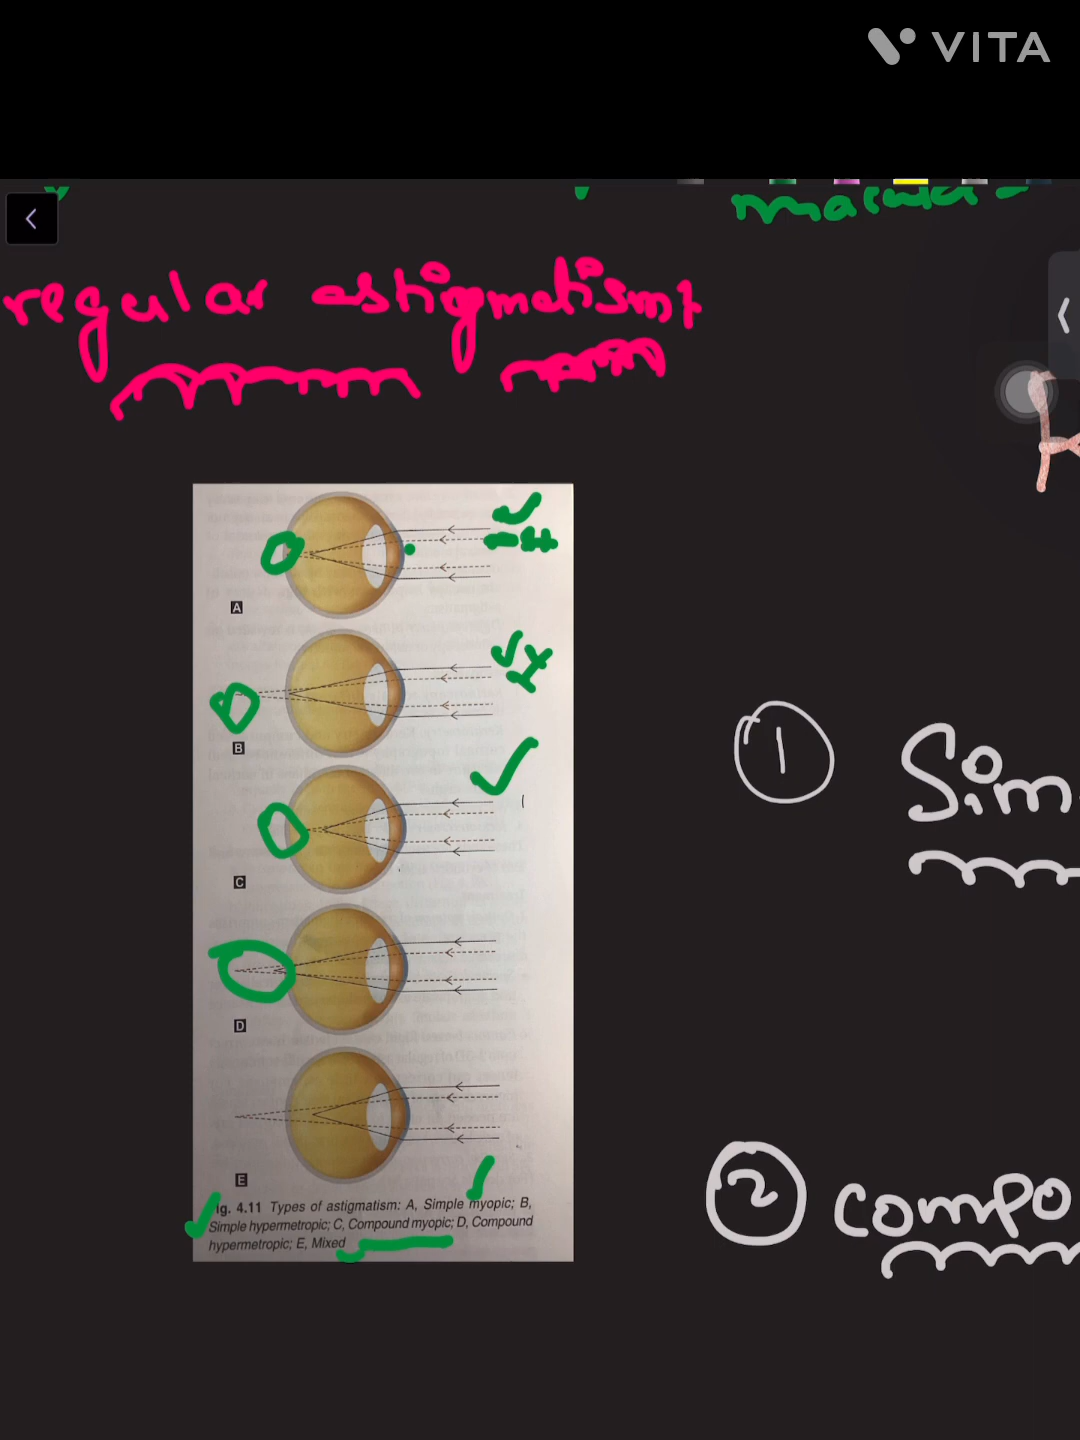 VITA
regular astigmatism
A
B
C
D
E
Fig. 4.11 Types of astigmatism: A, Simple myopic; B,
Simple hypermetropic; C, Compound myopic; D, Compound
hypermetropic; E, Mixed
1 Sim
2 compo